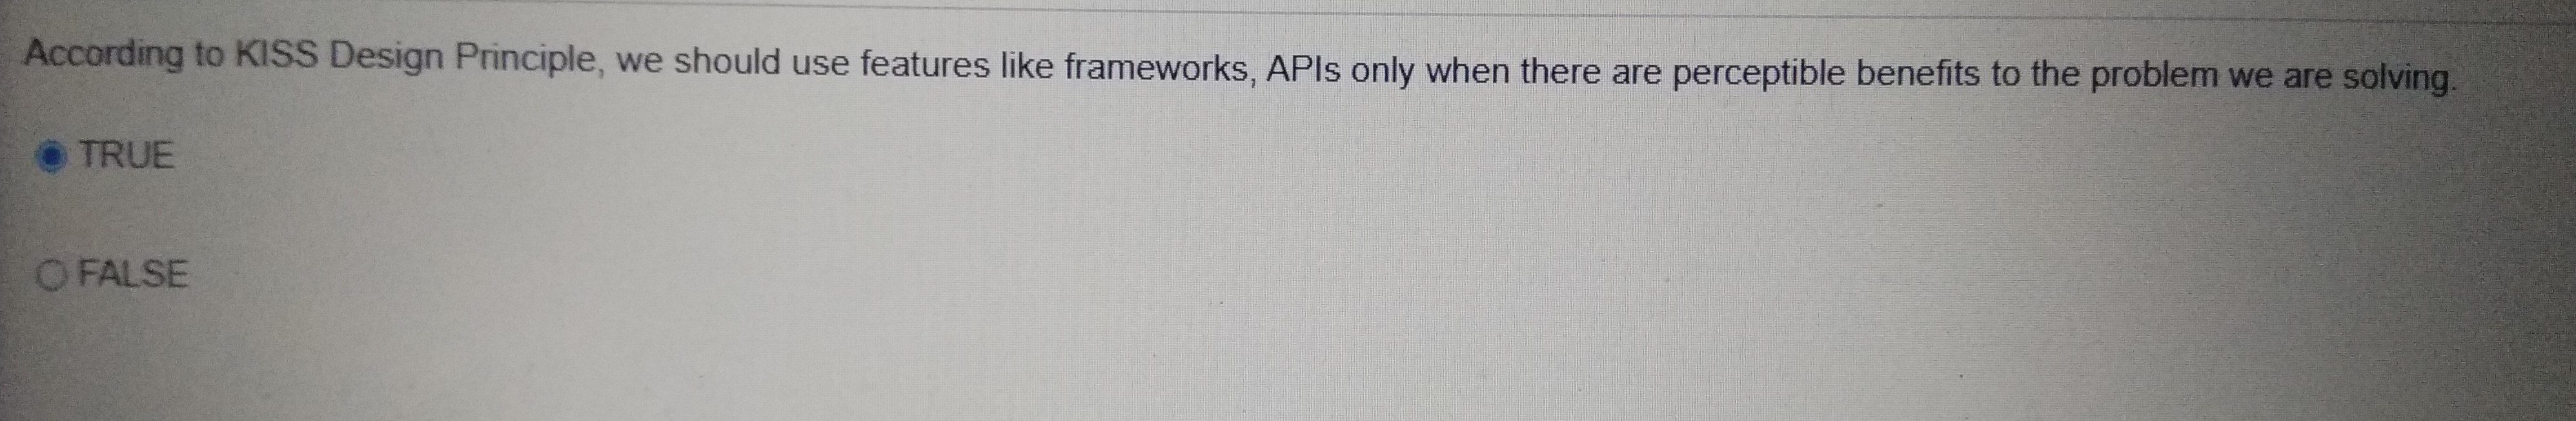 According to KISS Design Principle, we should use features like frameworks, APIs only when there are perceptible benefits to the problem we are solving.
TRUE
FALSE